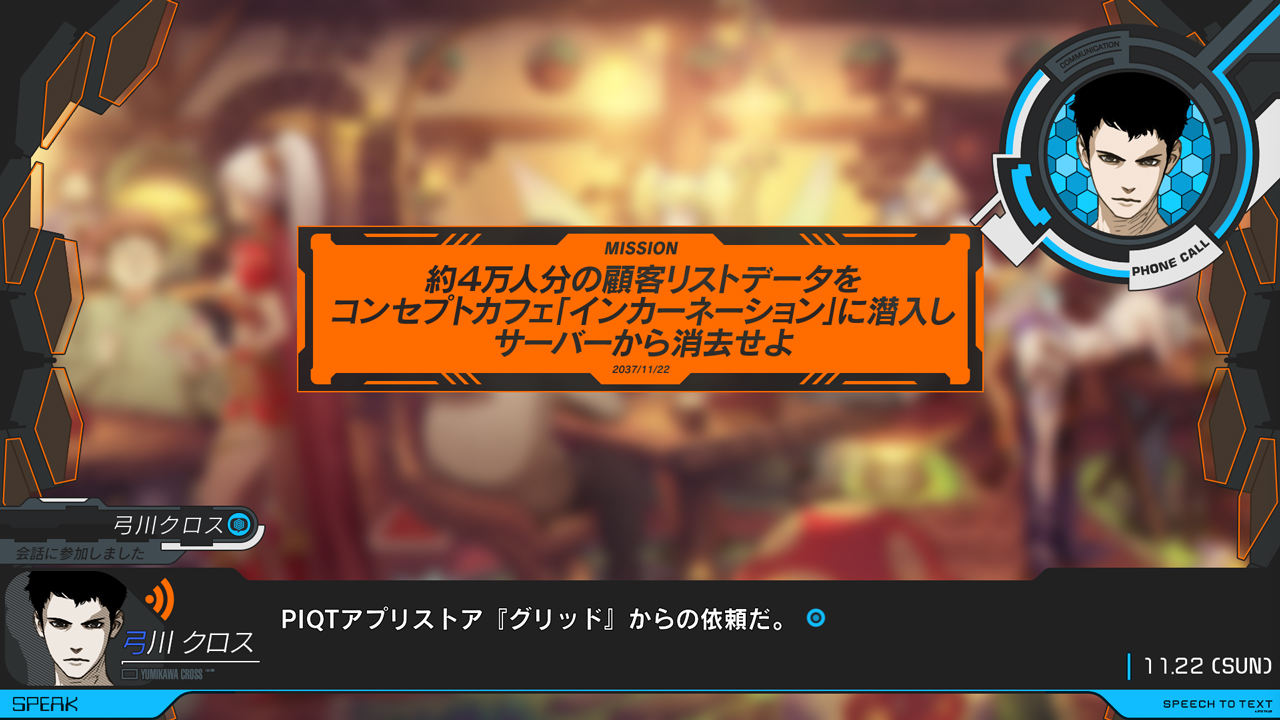 COMMUNICATION
PHONE CALL
MISSION
約4万人分の顧客リストデータを
コンセプトカフェ「インカーネーション」に潜入し
サーバーから消去せよ
2037/11/22
弓川クロス
会話に参加しました
弓川 クロス
YUMIKAWA CROSS
PIQTアプリストア『グリッド』からの依頼だ。
11.22 (SUN)
SPEAK
SPEECH TO TEXT